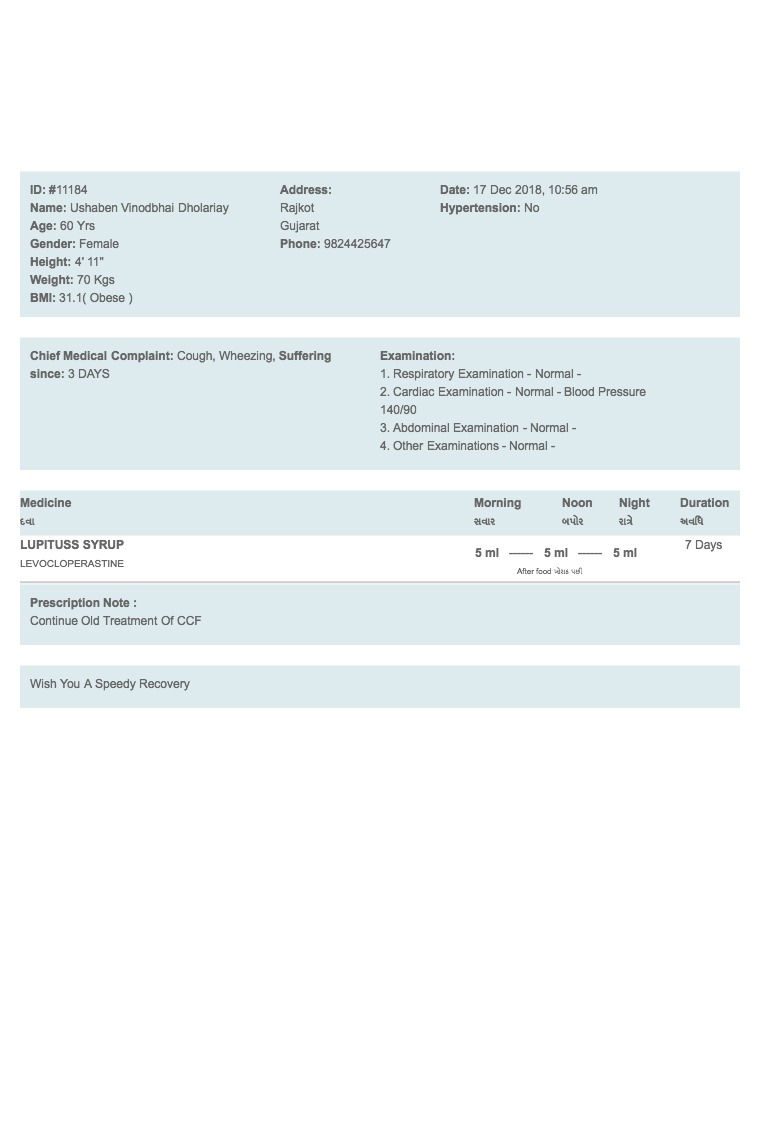 ID: #11184
Name: Ushaben Vinodbhai Dholariay
Age: 60 Yrs
Gender: Female
Height: 4' 11"
Weight: 70 Kgs
BMI: 31.1( Obese )
Address:
Rajkot
Gujarat
Phone: 9824425647
Date: 17 Dec 2018, 10:56 am
Hypertension: No
Chief Medical Complaint: Cough, Wheezing, Suffering
since: 3 DAYS
Examination:
1. Respiratory Examination - Normal -
2. Cardiac Examination - Normal - Blood Pressure
140/90
3. Abdominal Examination - Normal -
4. Other Examinations - Normal -
Medicine Morning Noon Night Duration
દવા સવાર બપોર રાત્રે અવધિ
LUPITUSS SYRUP 5 ml ------ 5 ml ------ 5 ml 7 Days
LEVOCLOPERASTINE
After food પછી
Prescription Note :
Continue Old Treatment Of CCF
Wish You A Speedy Recovery